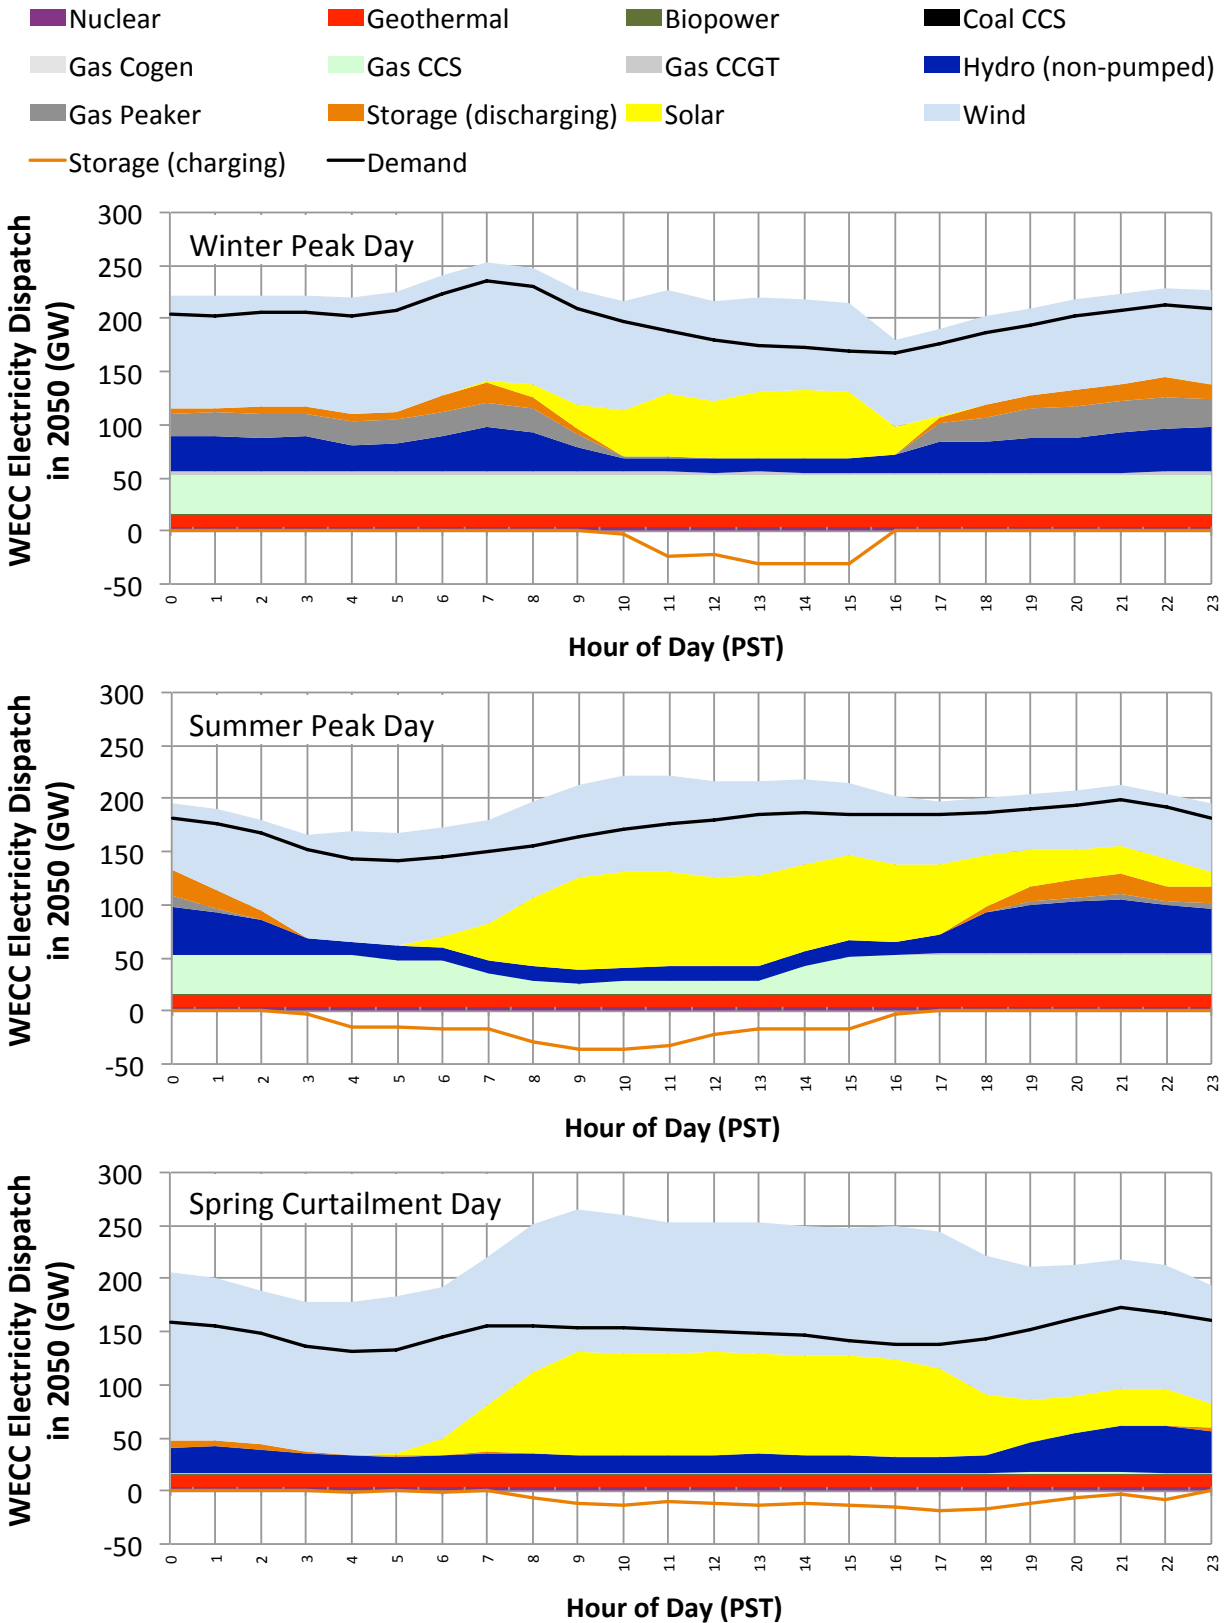 Nuclear Geothermal Biopower Coal CCS
Gas Cogen Gas CCS Gas CCGT Hydro (non-pumped)
Gas Peaker Storage (discharging) Solar Wind
Storage (charging) Demand
WECC Electricity Dispatch
in 2050 (GW)
Winter Peak Day
300
250
200
150
100
50
0
-50
0 1 2 3 4 5 6 7 8 9 10 11 12 13 14 15 16 17 18 19 20 21 22 23
Hour of Day (PST)
WECC Electricity Dispatch
in 2050 (GW)
Summer Peak Day
300
250
200
150
100
50
0
-50
0 1 2 3 4 5 6 7 8 9 10 11 12 13 14 15 16 17 18 19 20 21 22 23
Hour of Day (PST)
WECC Electricity Dispatch
in 2050 (GW)
Spring Curtailment Day
300
250
200
150
100
50
0
-50
0 1 2 3 4 5 6 7 8 9 10 11 12 13 14 15 16 17 18 19 20 21 22 23
Hour of Day (PST)